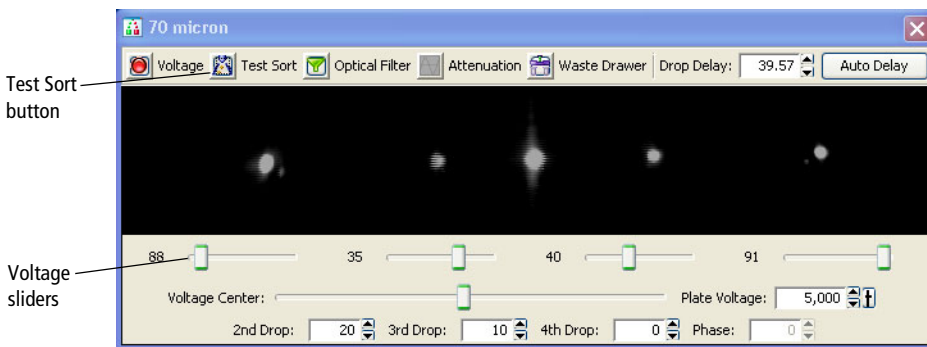 70 micron
Voltage Test Sort Optical Filter Attenuation Waste Drawer Drop Delay: 39.57 Auto Delay
Test Sort
button
88 35 40 91
Voltage
sliders
Voltage Center: Plate Voltage: 5,000
2nd Drop: 20 3rd Drop: 10 4th Drop: 0 Phase: 0